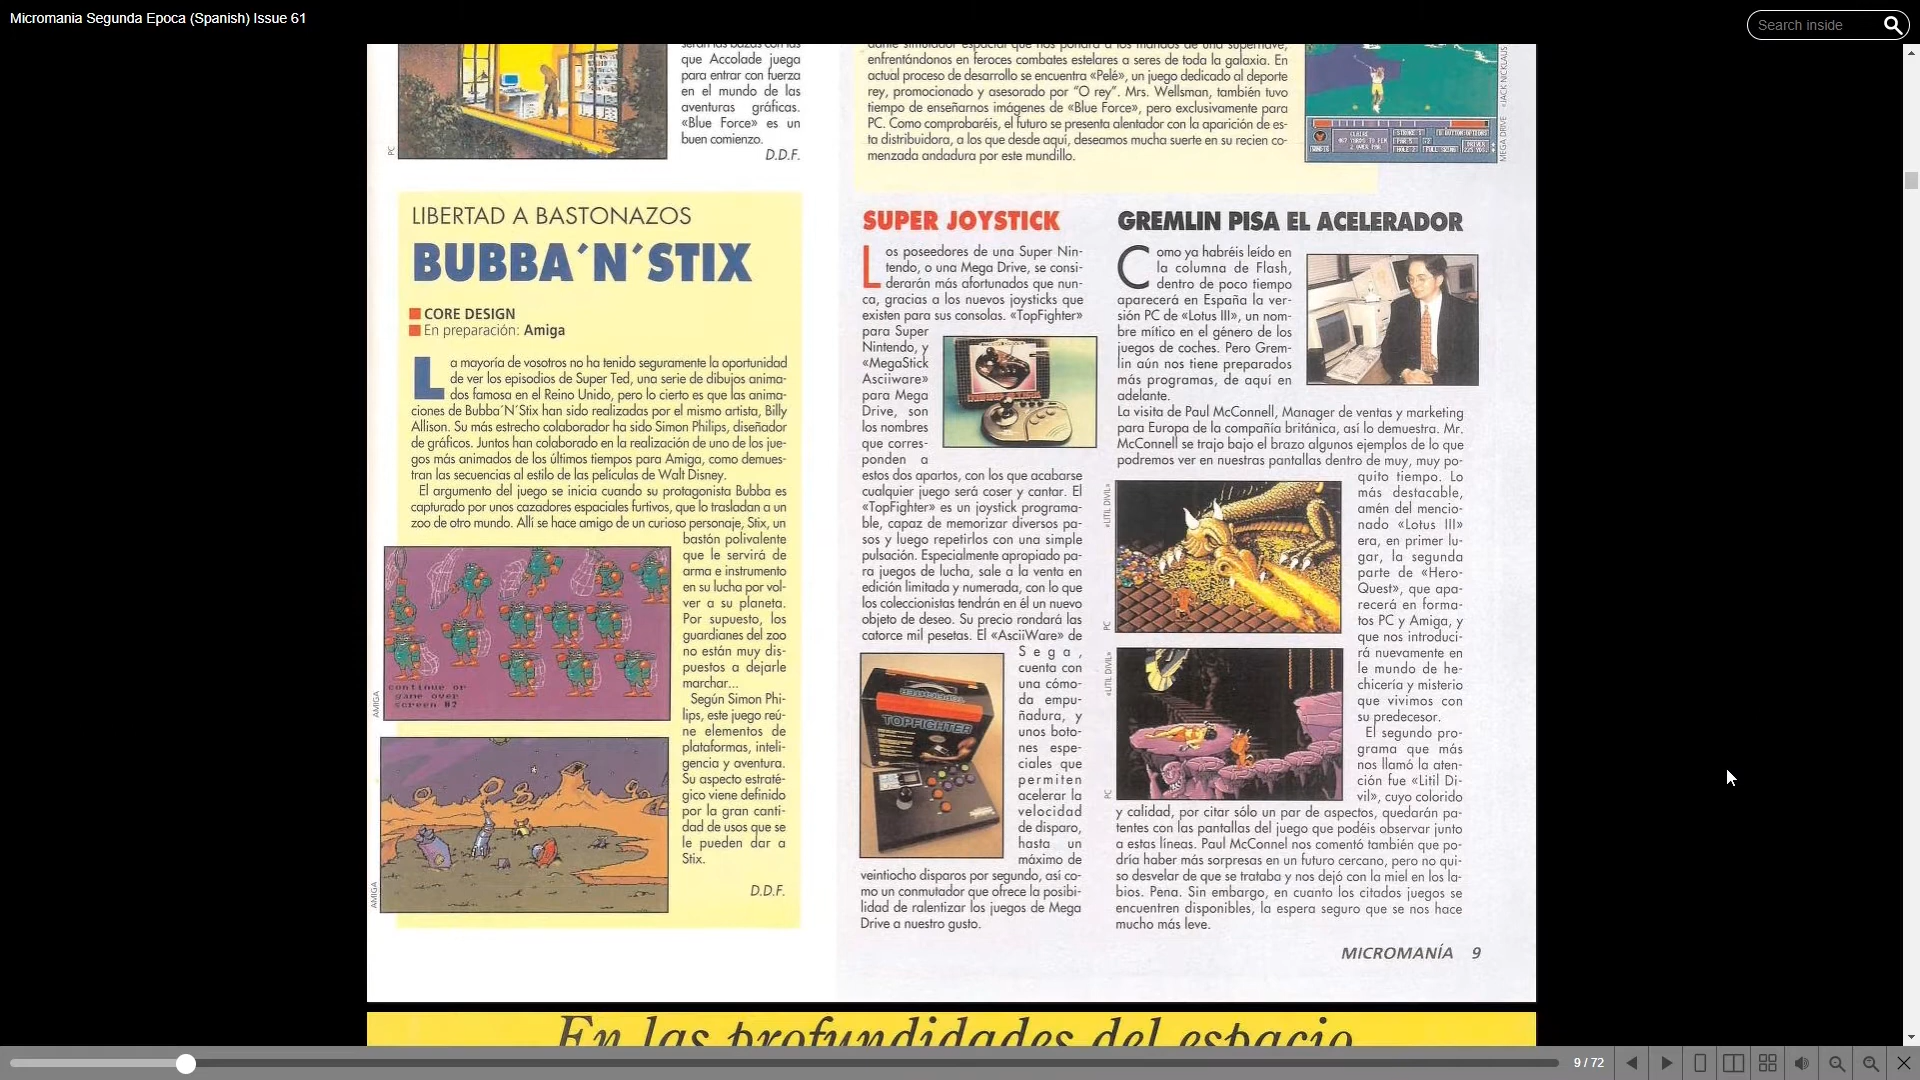 Micromania Segunda Epoca (Spanish) Issue 61
Search inside
que Accolade juega
para entrar con fuerza
en el mundo de las
aventuras gráficas.
«Blue Force» es un
buen comienzo.
D.D.F.
PC
LIBERTAD A BASTONAZOS
BUBBA´N´STIX
CORE DESIGN
En preparación: Amiga
La mayoría de vosotros no ha tenido seguramente la oportunidad
de ver los episodios de Super Ted, una serie de dibujos anima-
dos famosa en el Reino Unido, pero lo cierto es que las anima-
ciones de Bubba´N´Stix han sido realizadas por el mismo artista, Billy
Allison. Su más estrecho colaborador ha sido Simon Philips, diseñador
de gráficos. Juntos han colaborado en la realización de uno de los jue-
gos más animados de los últimos tiempos para Amiga, como demues-
tran las secuencias al estilo de las películas de Walt Disney.
El argumento del juego se inicia cuando su protagonista Bubba es
capturado por unos cazadores espaciales furtivos, que lo trasladan a un
zoo de otro mundo. Allí se hace amigo de un curioso personaje, Stix, un
bastón polivalente
que le servirá de
arma e instrumento
en su lucha por vol-
ver a su planeta.
Por supuesto, los
guardianes del zoo
no están muy dis-
puestos a dejarle
marchar...
Según Simon Phi-
lips, este juego reú-
ne elementos de
plataformas, inteli-
gencia y aventura.
Su aspecto estraté-
gico viene definido
por la gran canti-
dad de usos que se
le pueden dar a
Stix.
D.D.F.
continue or
game over
screen #2
AMIGA
AMIGA
dante simulador espacial que nos pondrá a los mandos de una supernave,
enfrentándonos en feroces combates estelares a seres de toda la galaxia. En
actual proceso de desarrollo se encuentra «Pelé», un juego dedicado al deporte
rey, promocionado y asesorado por “O rey”. Mrs. Wellsman, también tuvo
tiempo de enseñarnos imágenes de «Blue Force», pero exclusivamente para
PC. Como comprobaréis, el futuro se presenta alentador con la aparición de es-
ta distribuidora, a los que desde aquí, deseamos mucha suerte en su recien co-
menzada andadura por este mundillo.
MEGA DRIVE «JACK NICKLAUS
SUPER JOYSTICK
Los poseedores de una Super Nin-
tendo, o una Mega Drive, se consi-
derarán más afortunados que nun-
ca, gracias a los nuevos joysticks que
existen para sus consolas. «TopFighter»
para Super
Nintendo, y
«MegaStick
Asciiware»
para Mega
Drive, son
los nombres
que corres-
ponden a
estos dos apartos, con los que acabarse
cualquier juego será coser y cantar. El
«TopFighter» es un joystick programa-
ble, capaz de memorizar diversos pa-
sos y luego repetirlos con una simple
pulsación. Especialmente apropiado pa-
ra juegos de lucha, sale a la venta en
edición limitada y numerada, con lo que
los coleccionistas tendrán en él un nuevo
objeto de deseo. Su precio rondará las
catorce mil pesetas. El «AsciiWare» de
Sega,
cuenta con
una cómo-
da empu-
ñadura, y
unos boto-
nes espe-
ciales que
permiten
acelerar la
velocidad
de disparo,
hasta un
máximo de
veintiocho disparos por segundo, así co-
mo un conmutador que ofrece la posibi-
lidad de ralentizar los juegos de Mega
Drive a nuestro gusto.
TOPFIGHTER
GREMLIN PISA EL ACELERADOR
Como ya habréis leído en
la columna de Flash,
dentro de poco tiempo
aparecerá en España la ver-
sión PC de «Lotus III», un nom-
bre mítico en el género de los
juegos de coches. Pero Grem-
lin aún nos tiene preparados
más programas, de aquí en
adelante.
La visita de Paul McConnell, Manager de ventas y marketing
para Europa de la compañía británica, así lo demuestra. Mr.
McConnell se trajo bajo el brazo algunos ejemplos de lo que
podremos ver en nuestras pantallas dentro de muy, muy po-
quito tiempo. Lo
más destacable,
amén del mencio-
nado «Lotus III»
era, en primer lu-
gar, la segunda
parte de «Hero-
Quest», que apa-
recerá en forma-
tos PC y Amiga, y
que nos introduci-
rá nuevamente en
le mundo de he-
chicería y misterio
que vivimos con
su predecesor.
El segundo pro-
grama que más
nos llamó la aten-
ción fue «Litil Di-
vil», cuyo colorido
y calidad, por citar sólo un par de aspectos, quedarán pa-
tentes con las pantallas del juego que podéis observar junto
a estas líneas. Paul McConnel nos comentó también que po-
dría haber más sorpresas en un futuro cercano, pero no qui-
so desvelar de que se trataba y nos dejó con la miel en los la-
bios. Pena. Sin embargo, en cuanto los citados juegos se
encuentren disponibles, la espera seguro que se nos hace
mucho más leve.
PC «LITIL DIVIL»
PC «LITIL DIVIL»
MICROMANÍA 9
En las profundidades del espacio
9 / 72